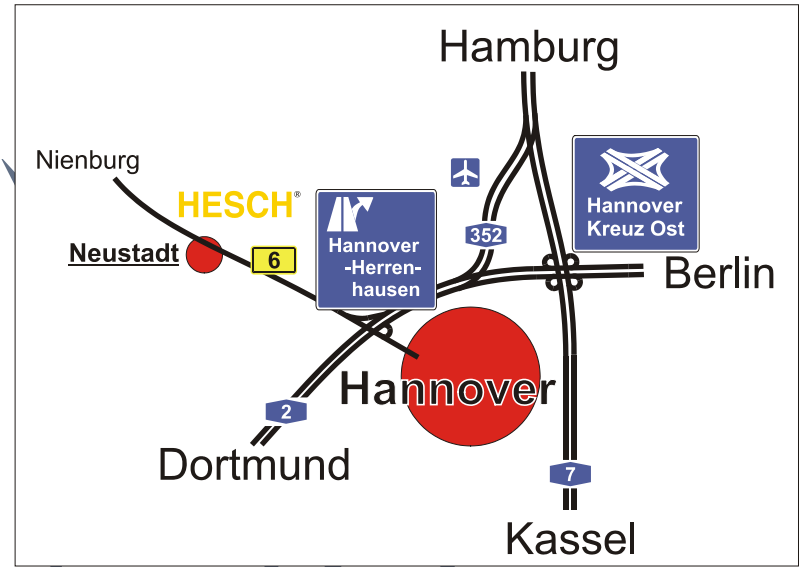 Hamburg
Nienburg
HESCH®
Hannover
Kreuz Ost
Neustadt
6
Hannover
-Herren-
hausen
352
Berlin
Hannover
2
Dortmund
7
Kassel